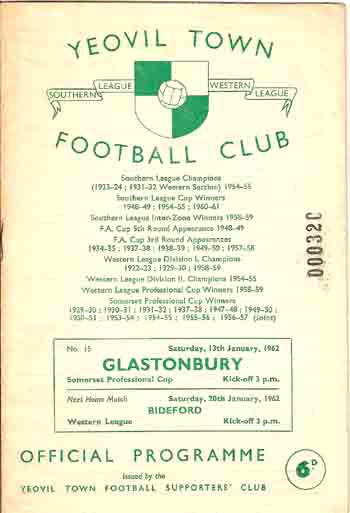 YEOVIL TOWN
SOUTHERN LEAGUE WESTERN LEAGUE
FOOTBALL CLUB
Southern League Champions
(1923-24 ; 1931-32 Western Section) 1954-55
Southern League Cup Winners
1948-49 ; 1954-55 ; 1960-61
Southern League Inter-Zone Winners 1958-59
F.A. Cup 5th Round Appearance 1948-49
F.A. Cup 3rd Round Appearances
1934-35 ; 1937-38 ; 1938-39 ; 1949-50 ; 1957-58
Western League Division I. Champions
1922-23 ; 1929-30 ; 1958-59
Western League Division II. Champions 1954-55
Western League Professional Cup Winners 1958-59
Somerset Professional Cup Winners
1929-30 ; 1930-31 ; 1931-32 ; 1937-38 ; 1947-48 ; 1949-50 ;
1950-51 ; 1953-54 ; 1954-55 ; 1955-56 ; 1956-57 (joint)
000320
No. 15 Saturday, 13th January, 1962
GLASTONBURY
Somerset Professional Cup Kick-off 3 p.m.
Next Home Match Saturday, 20th January, 1962
BIDEFORD
Western League Kick-off 3 p.m.
OFFICIAL PROGRAMME
Issued by the
YEOVIL TOWN FOOTBALL SUPPORTERS' CLUB
6D